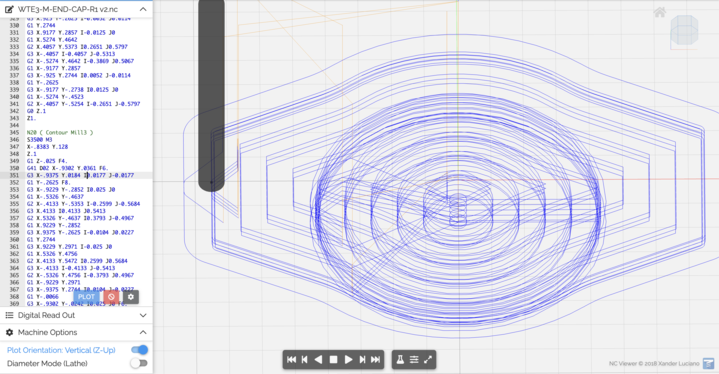 WTE3-M-END-CAP-R1 v2.nc
330 G1 Y.2744
331 G3 X.9177 Y.2857 I-0.0125 J0
332 G1 X.5274 Y.4642
333 G2 X.4057 Y.5373 I0.2651 J0.5797
334 G3 X-.4057 I-0.4057 J-0.5313
335 G2 X-.5274 Y.4642 I-0.3869 J0.5067
336 G1 X-.9177 Y.2857
337 G3 X-.925 Y.2744 I0.0052 J-0.0114
338 G1 Y-.2625
339 G3 X-.9177 Y-.2738 I0.0125 J0
340 G1 X-.5274 Y-.4523
341 G2 X-.4057 Y-.5254 I-0.2651 J-0.5797
342 G0 Z.1
343 Z1.
344
345 N20 ( Contour Mill3 )
346 S3500 M3
347 X-.8383 Y.128
348 Z.1
349 G1 Z-.025 F4.
350 G41 D02 X-.9302 Y.0361 F6.
351 G3 X-.9375 Y.0184 I0.0177 J-0.0177
352 G1 Y-.2625 F8.
353 G3 X-.9229 Y-.2852 I0.025 J0
354 G1 X-.5326 Y-.4637
355 G2 X-.4133 Y-.5353 I-0.2599 J-0.5684
356 G3 X.4133 I0.4133 J0.5413
357 G2 X.5326 Y-.4637 I0.3793 J-0.4967
358 G1 X.9229 Y-.2852
359 G3 X.9375 Y-.2625 I-0.0104 J0.0227
360 G1 Y.2744
361 G3 X.9229 Y.2971 I-0.025 J0
362 G1 X.5326 Y.4756
363 G2 X.4133 Y.5472 I0.2599 J0.5684
364 G3 X-.4133 I-0.4133 J-0.5413
365 G2 X-.5326 Y.4756 I-0.3793 J0.4967
366 G1 X-.9229 Y.2971
367 G3 X-.9375 Y.2744 I0.0104 J-0.0227
368 G1 Y-.0066
369 G3 X-.9302 Y-.0242 I0.025 J0 F6.
PLOT
Digital Read Out
Machine Options
Plot Orientation: Vertical (Z-Up)
Diameter Mode (Lathe)
NC Viewer © 2018 Xander Luciano